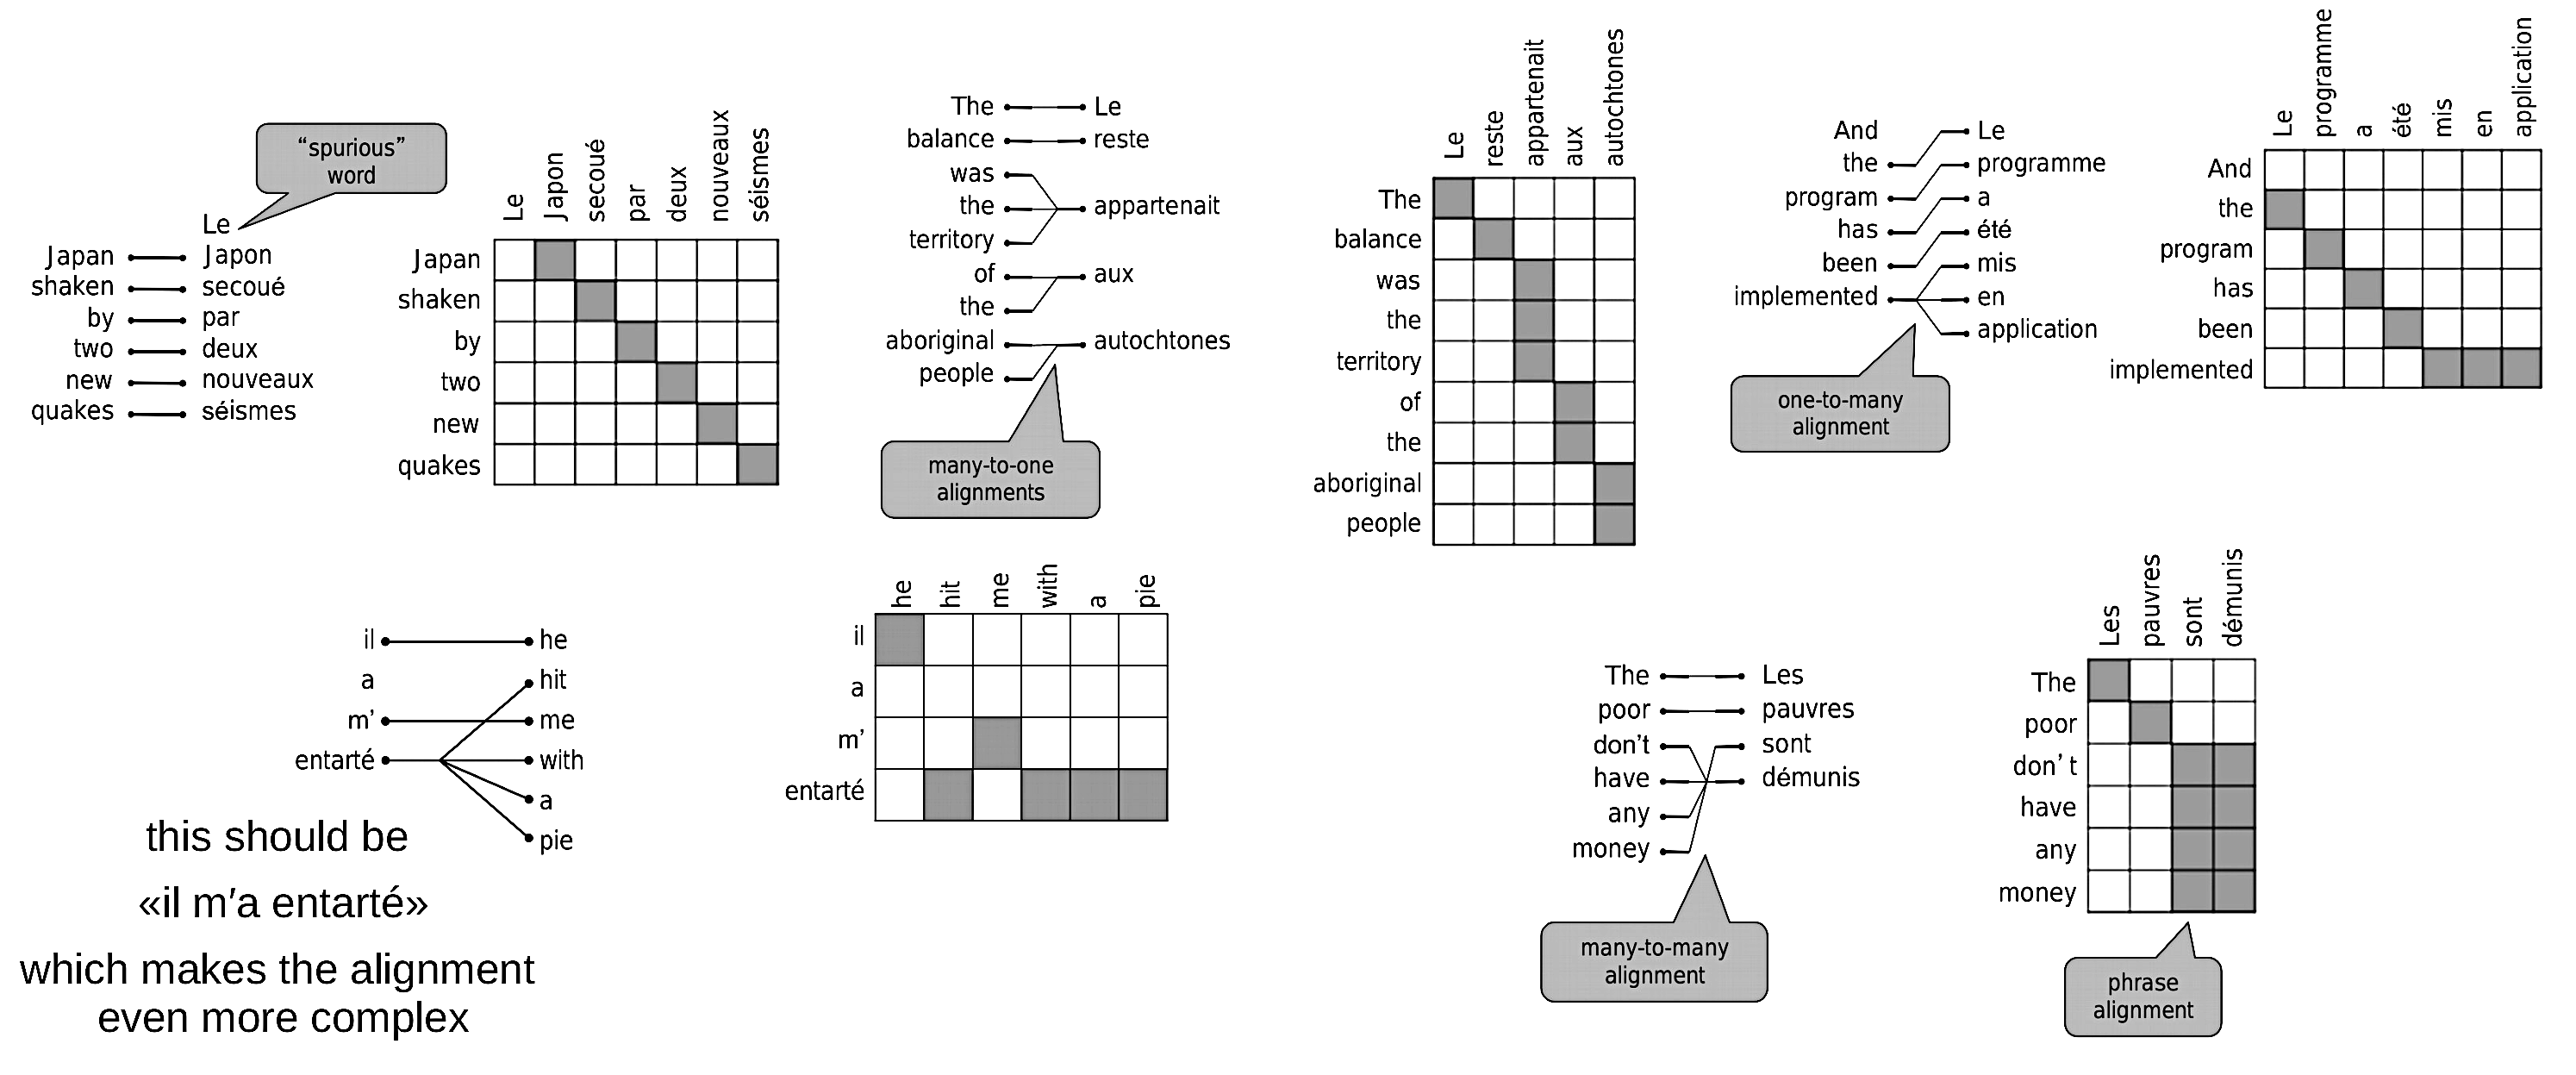 “spurious”
word
Le
Japan Japon
shaken secoué
by par
two deux
new nouveaux
quakes séismes
Le Japon secoué par deux nouveaux séismes
Japan
shaken
by
two
new
quakes
The Le
balance reste
was
the appartenait
territory
of aux
the
aboriginal autochtones
people
many-to-one
alignments
Le reste appartenait aux autochtones
The
balance
was
the
territory
of
the
aboriginal
people
And Le
the programme
program a
has été
been mis
implemented en
application
one-to-many
alignment
Le programme a été mis en application
And
the
program
has
been
implemented
il he
a hit
m’ me
entarté with
a
pie
this should be
«il m'a entarté»
which makes the alignment
even more complex
he hit me with a pie
il
a
m’
entarté
The Les
poor pauvres
don’t sont
have démunis
any
money
many-to-many
alignment
Les pauvres sont démunis
The
poor
don’t
have
any
money
phrase
alignment